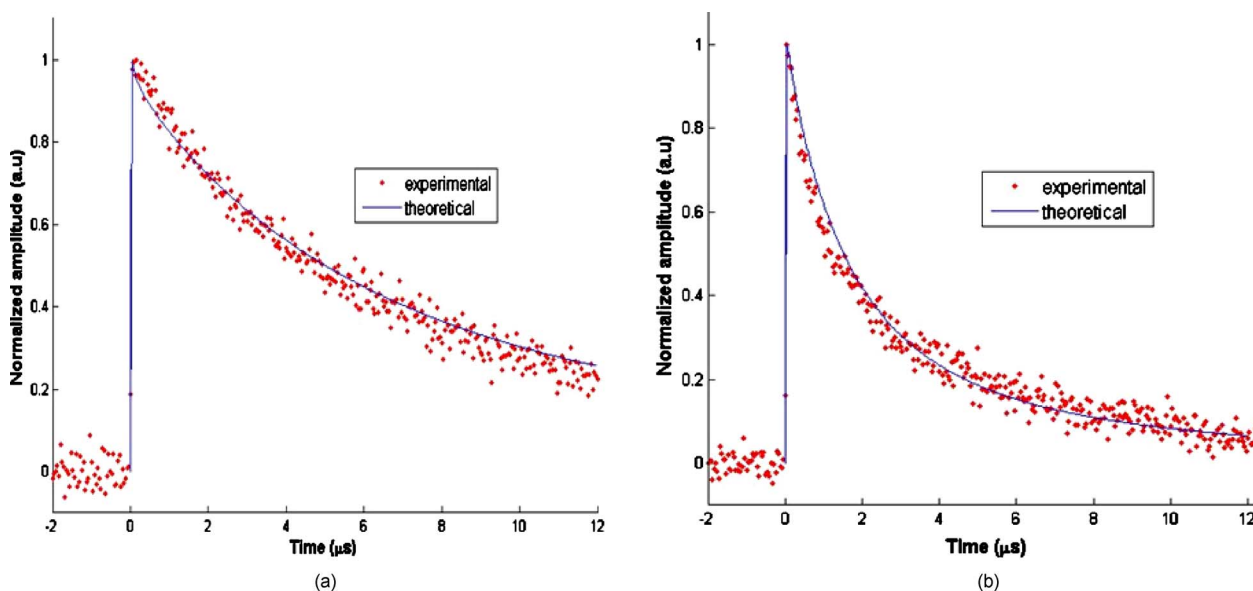 1
0.8
0.6
0.4
0.2
0
Normalized amplitude (a.u)
experimental
theoretical
-2 0 2 4 6 8 10 12
Time (μs)
(a)
1
0.8
0.6
0.4
0.2
0
Normalized amplitude (a.u)
experimental
theoretical
-2 0 2 4 6 8 10 12
Time (μs)
(b)